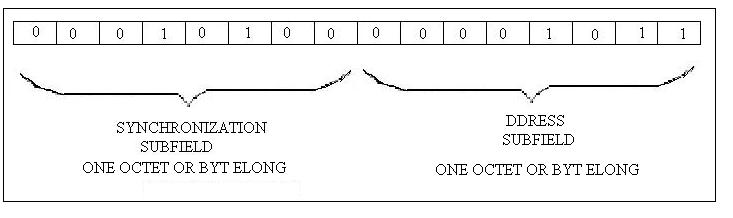 0 0 0 1 0 1 0 0 0 0 0 0 1 0 1 1
SYNCHRONIZATION
SUBFIELD
ONE OCTET OR BYT ELONG
DDRESS
SUBFIELD
ONE OCTET OR BYT ELONG